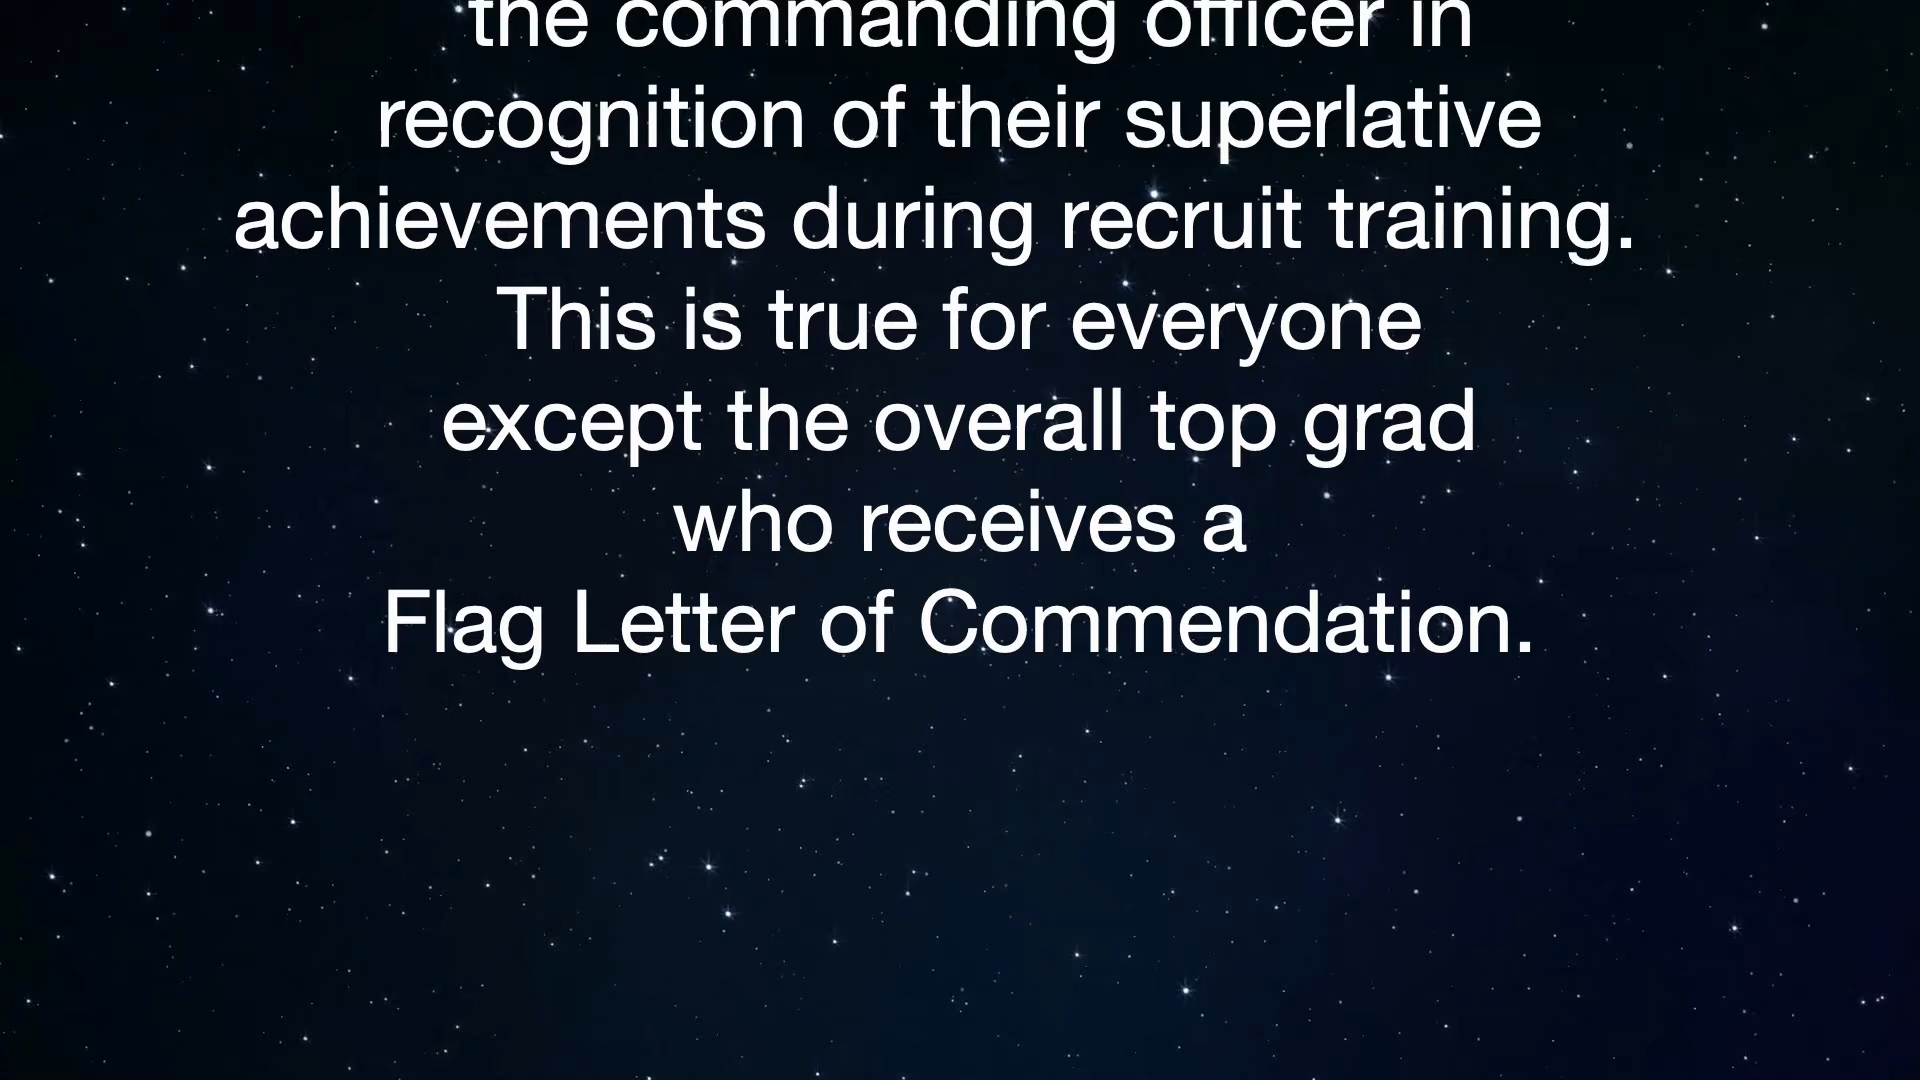 the commanding officer in
recognition of their superlative
achievements during recruit training.
This is true for everyone
except the overall top grad
who receives a
Flag Letter of Commendation.